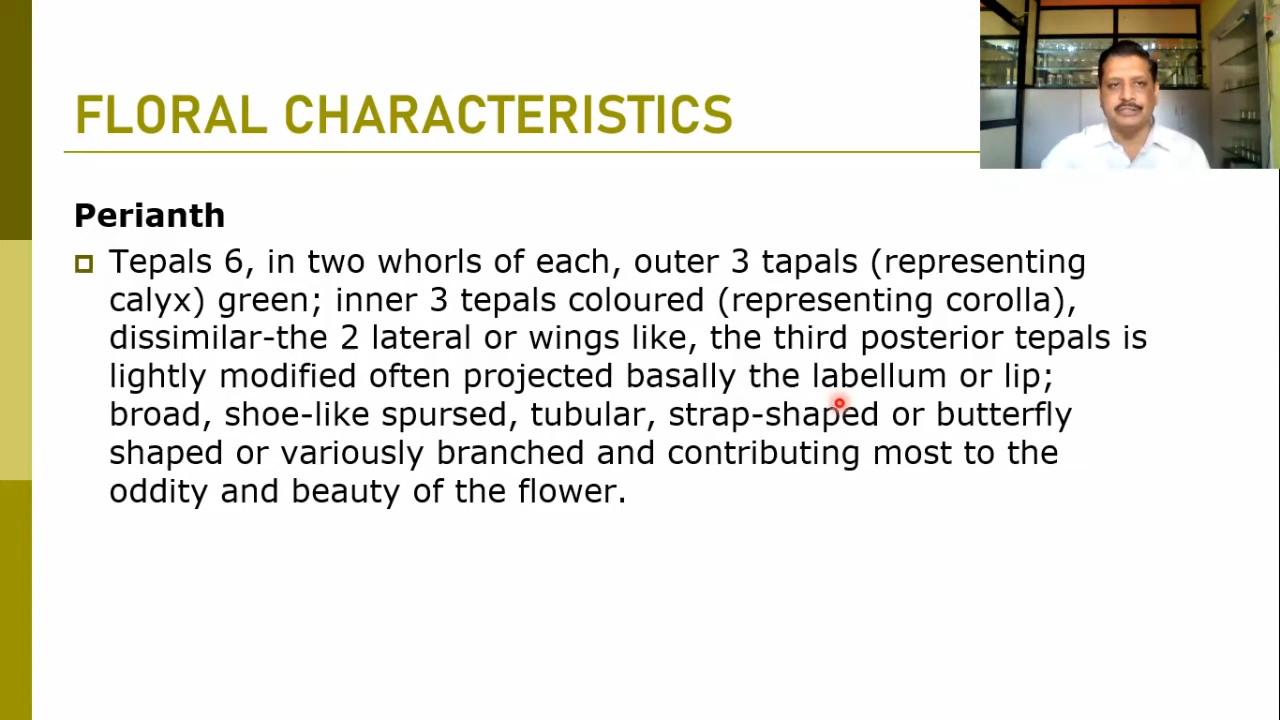 FLORAL CHARACTERISTICS
Perianth
Tepals 6, in two whorls of each, outer 3 tapals (representing
calyx) green; inner 3 tepals coloured (representing corolla),
dissimilar-the 2 lateral or wings like, the third posterior tepals is
lightly modified often projected basally the labellum or lip;
broad, shoe-like spursed, tubular, strap-shaped or butterfly
shaped or variously branched and contributing most to the
oddity and beauty of the flower.